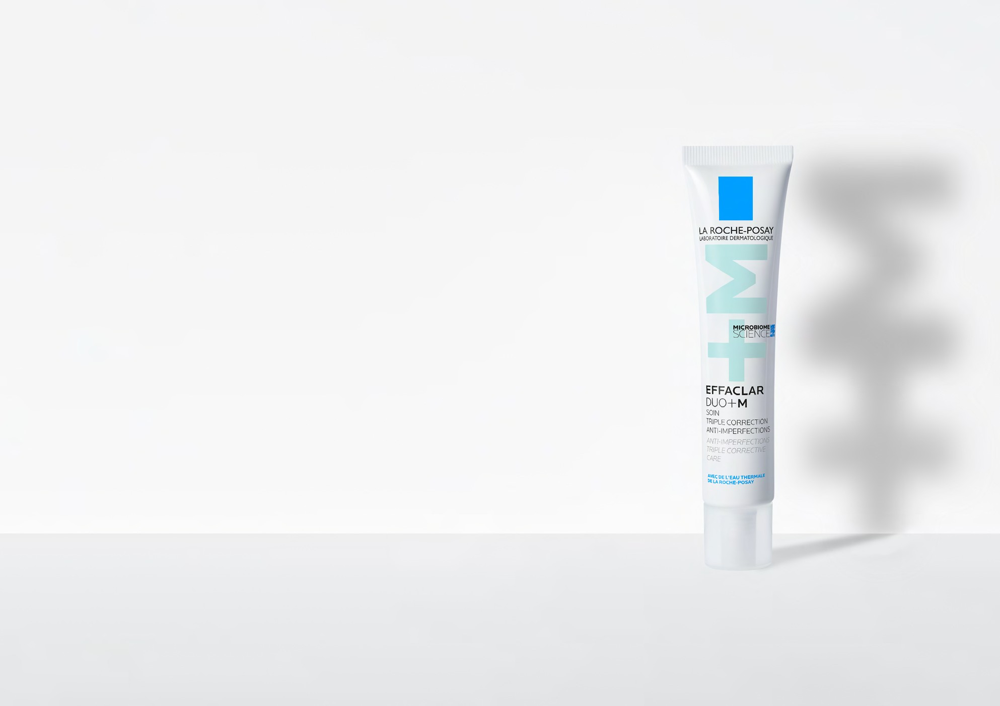 LA ROCHE-POSAY
LABORATOIRE DERMATOLOGIQUE
+M
MICROBIOME
SCIENCE
EFFACLAR
DUO+M
SOIN
TRIPLE CORRECTION
ANTI-IMPERFECTIONS
ANTI-IMPERFECTIONS
TRIPLE CORRECTIVE
CARE
AVEC DE L'EAU THERMALE
DE LA ROCHE-POSAY